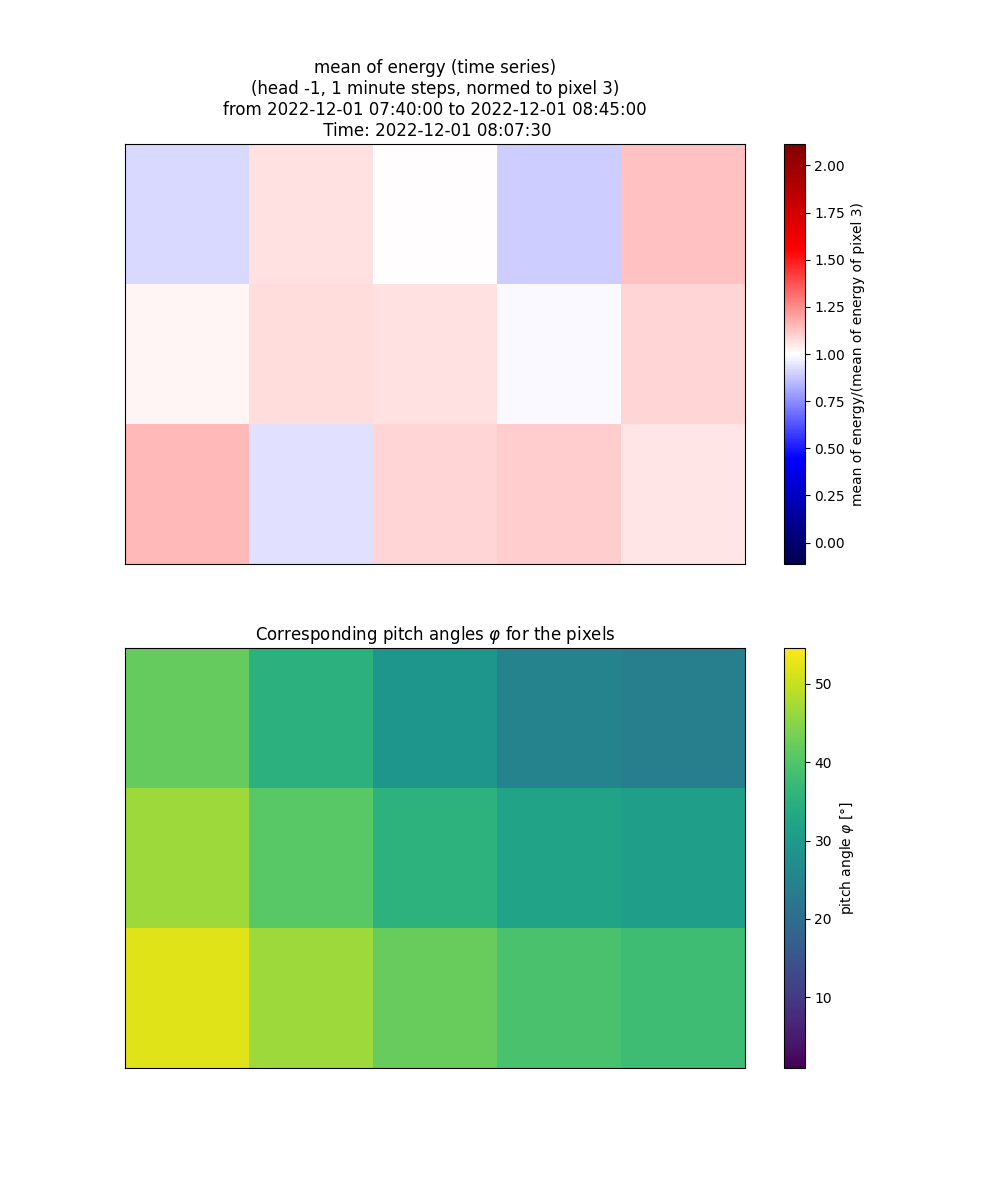 mean of energy (time series)
(head -1, 1 minute steps, normed to pixel 3)
from 2022-12-01 07:40:00 to 2022-12-01 08:45:00
Time: 2022-12-01 08:07:30
2.00
1.75
1.50
1.25
1.00
0.75
0.50
0.25
0.00
mean of energy/(mean of energy of pixel 3)
Corresponding pitch angles φ for the pixels
50
40
30
20
10
pitch angle φ [°]